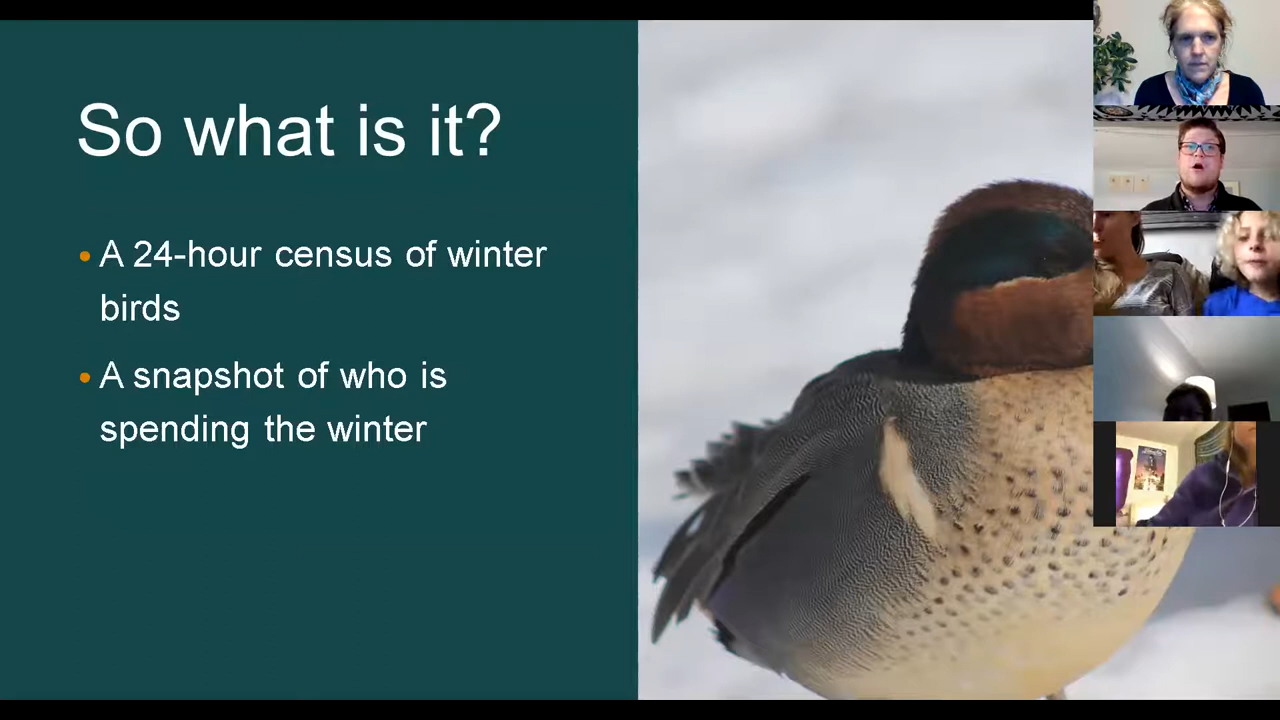 So what is it?
• A 24-hour census of winter
birds
• A snapshot of who is
spending the winter